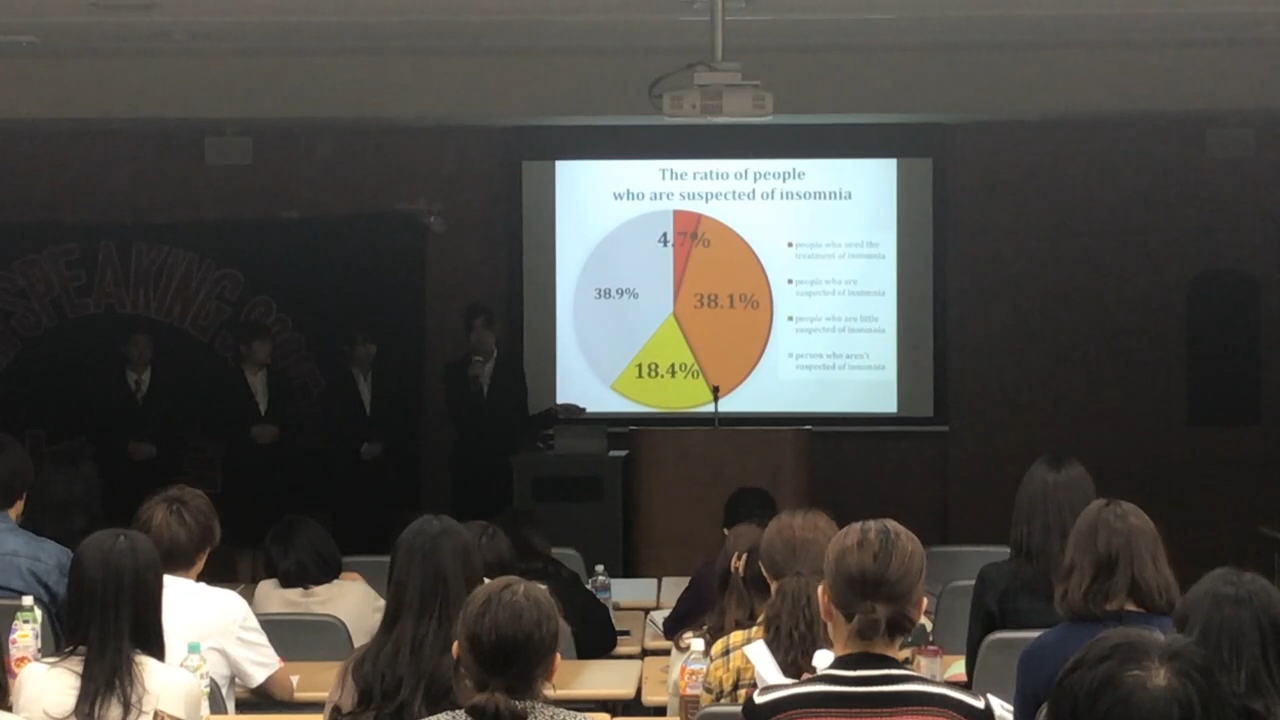 The ratio of people
who are suspected of insomnia
4.7%
38.9%
38.1%
18.4%
people who need the
treatment of insomnia
people who are
suspected of insomnia
people who are little
suspected of insomnia
person who aren't
suspected of insomnia
SPEAKING